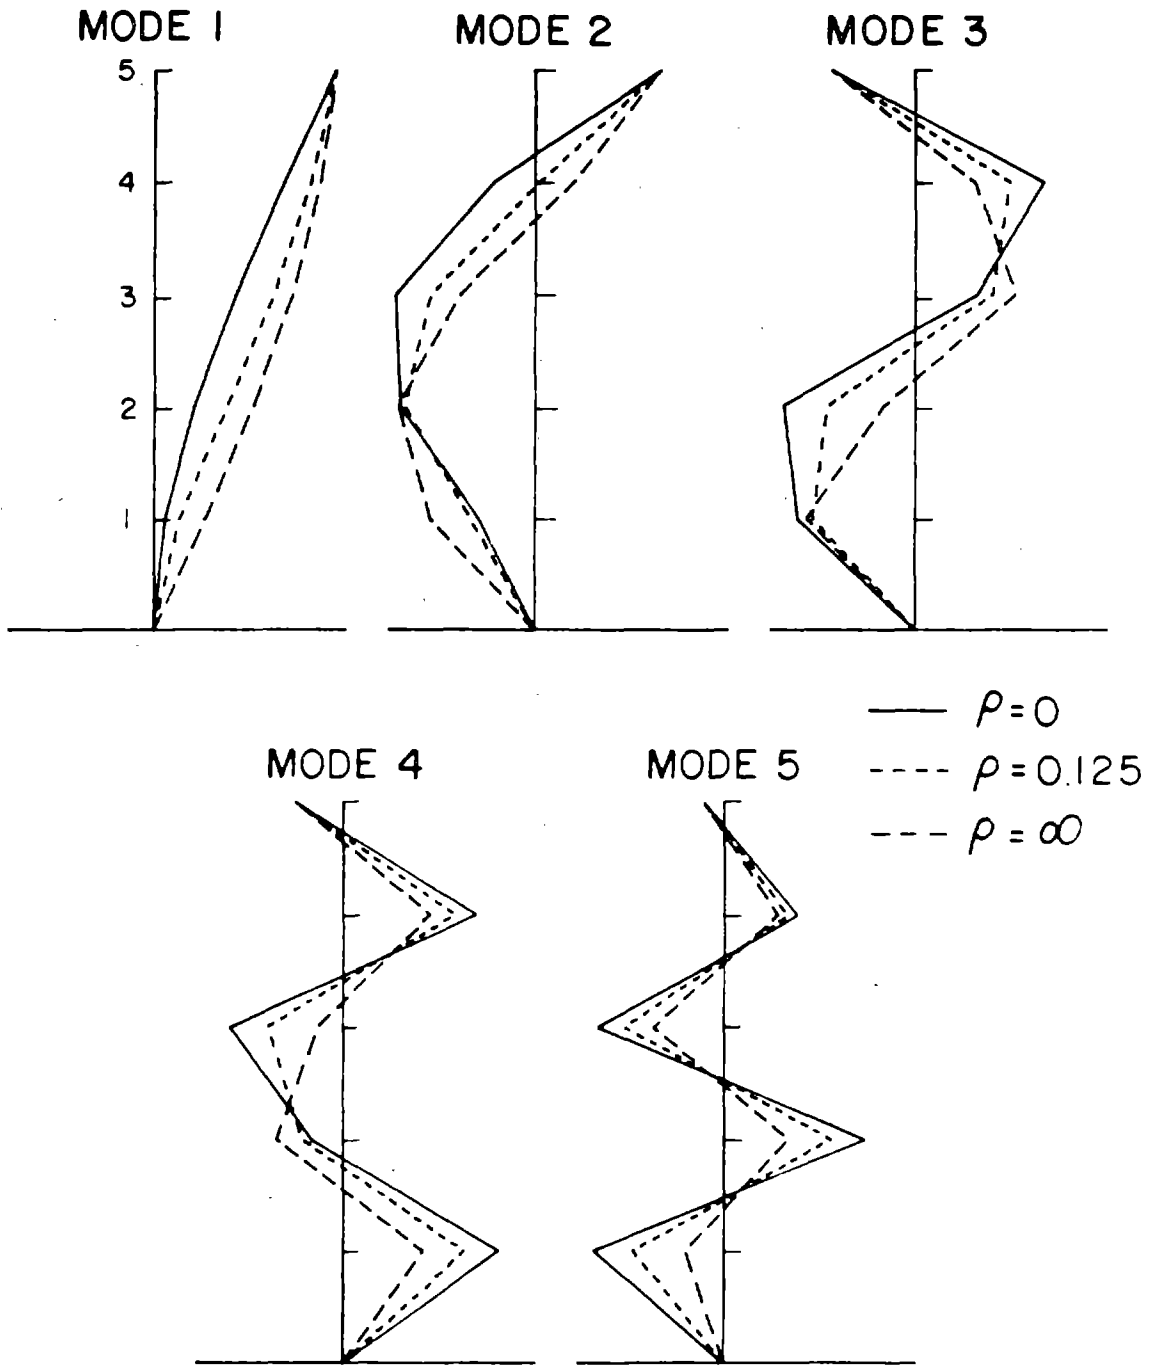 MODE 1
MODE 2
MODE 3
5
4
3
2
1
ρ = 0
ρ = 0.125
ρ = ∞
MODE 4
MODE 5